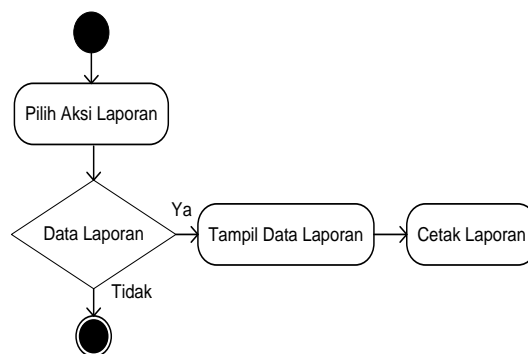 Pilih Aksi Laporan
Data Laporan
Ya
Tampil Data Laporan
Cetak Laporan
Tidak